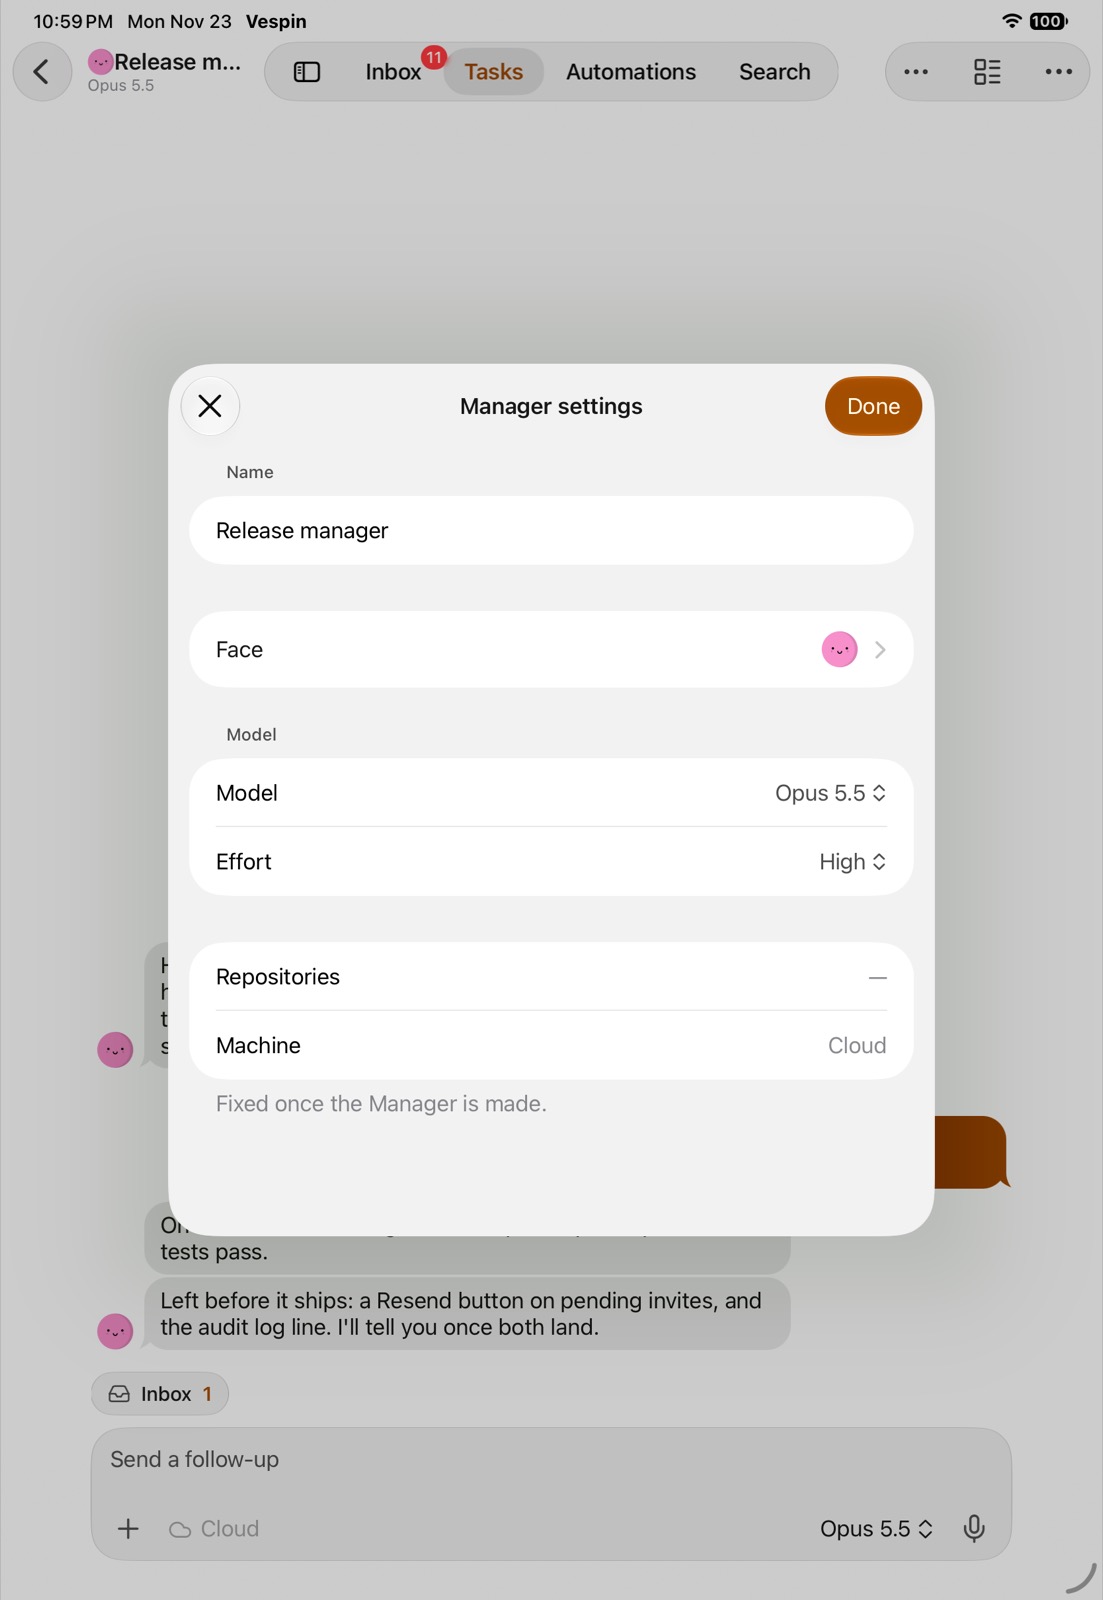 10:59 PM Mon Nov 23 Vespin
100
Release m...
Opus 5.5
Inbox
11
Tasks
Automations
Search
Manager settings
Done
Name
Release manager
Face
Model
Model
Opus 5.5
Effort
High
Repositories
—
Machine
Cloud
Fixed once the Manager is made.
tests pass.
Left before it ships: a Resend button on pending invites, and
the audit log line. I'll tell you once both land.
Inbox 1
Send a follow-up
Cloud
Opus 5.5